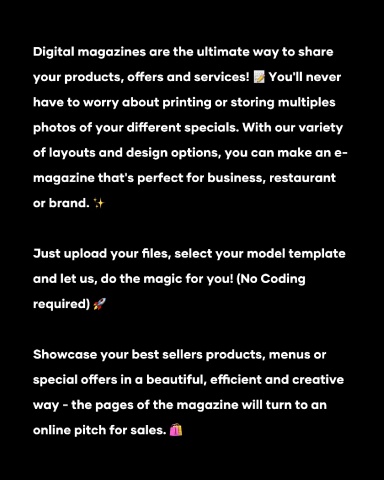 Digital magazines are the ultimate way to share
your products, offers and services! 📝 You'll never
have to worry about printing or storing multiples
photos of your different specials. With our variety
of layouts and design options, you can make an e-
magazine that's perfect for business, restaurant
or brand. ✨
Just upload your files, select your model template
and let us, do the magic for you! (No Coding
required) 🚀
Showcase your best sellers products, menus or
special offers in a beautiful, efficient and creative
way - the pages of the magazine will turn to an
online pitch for sales. 🛍️